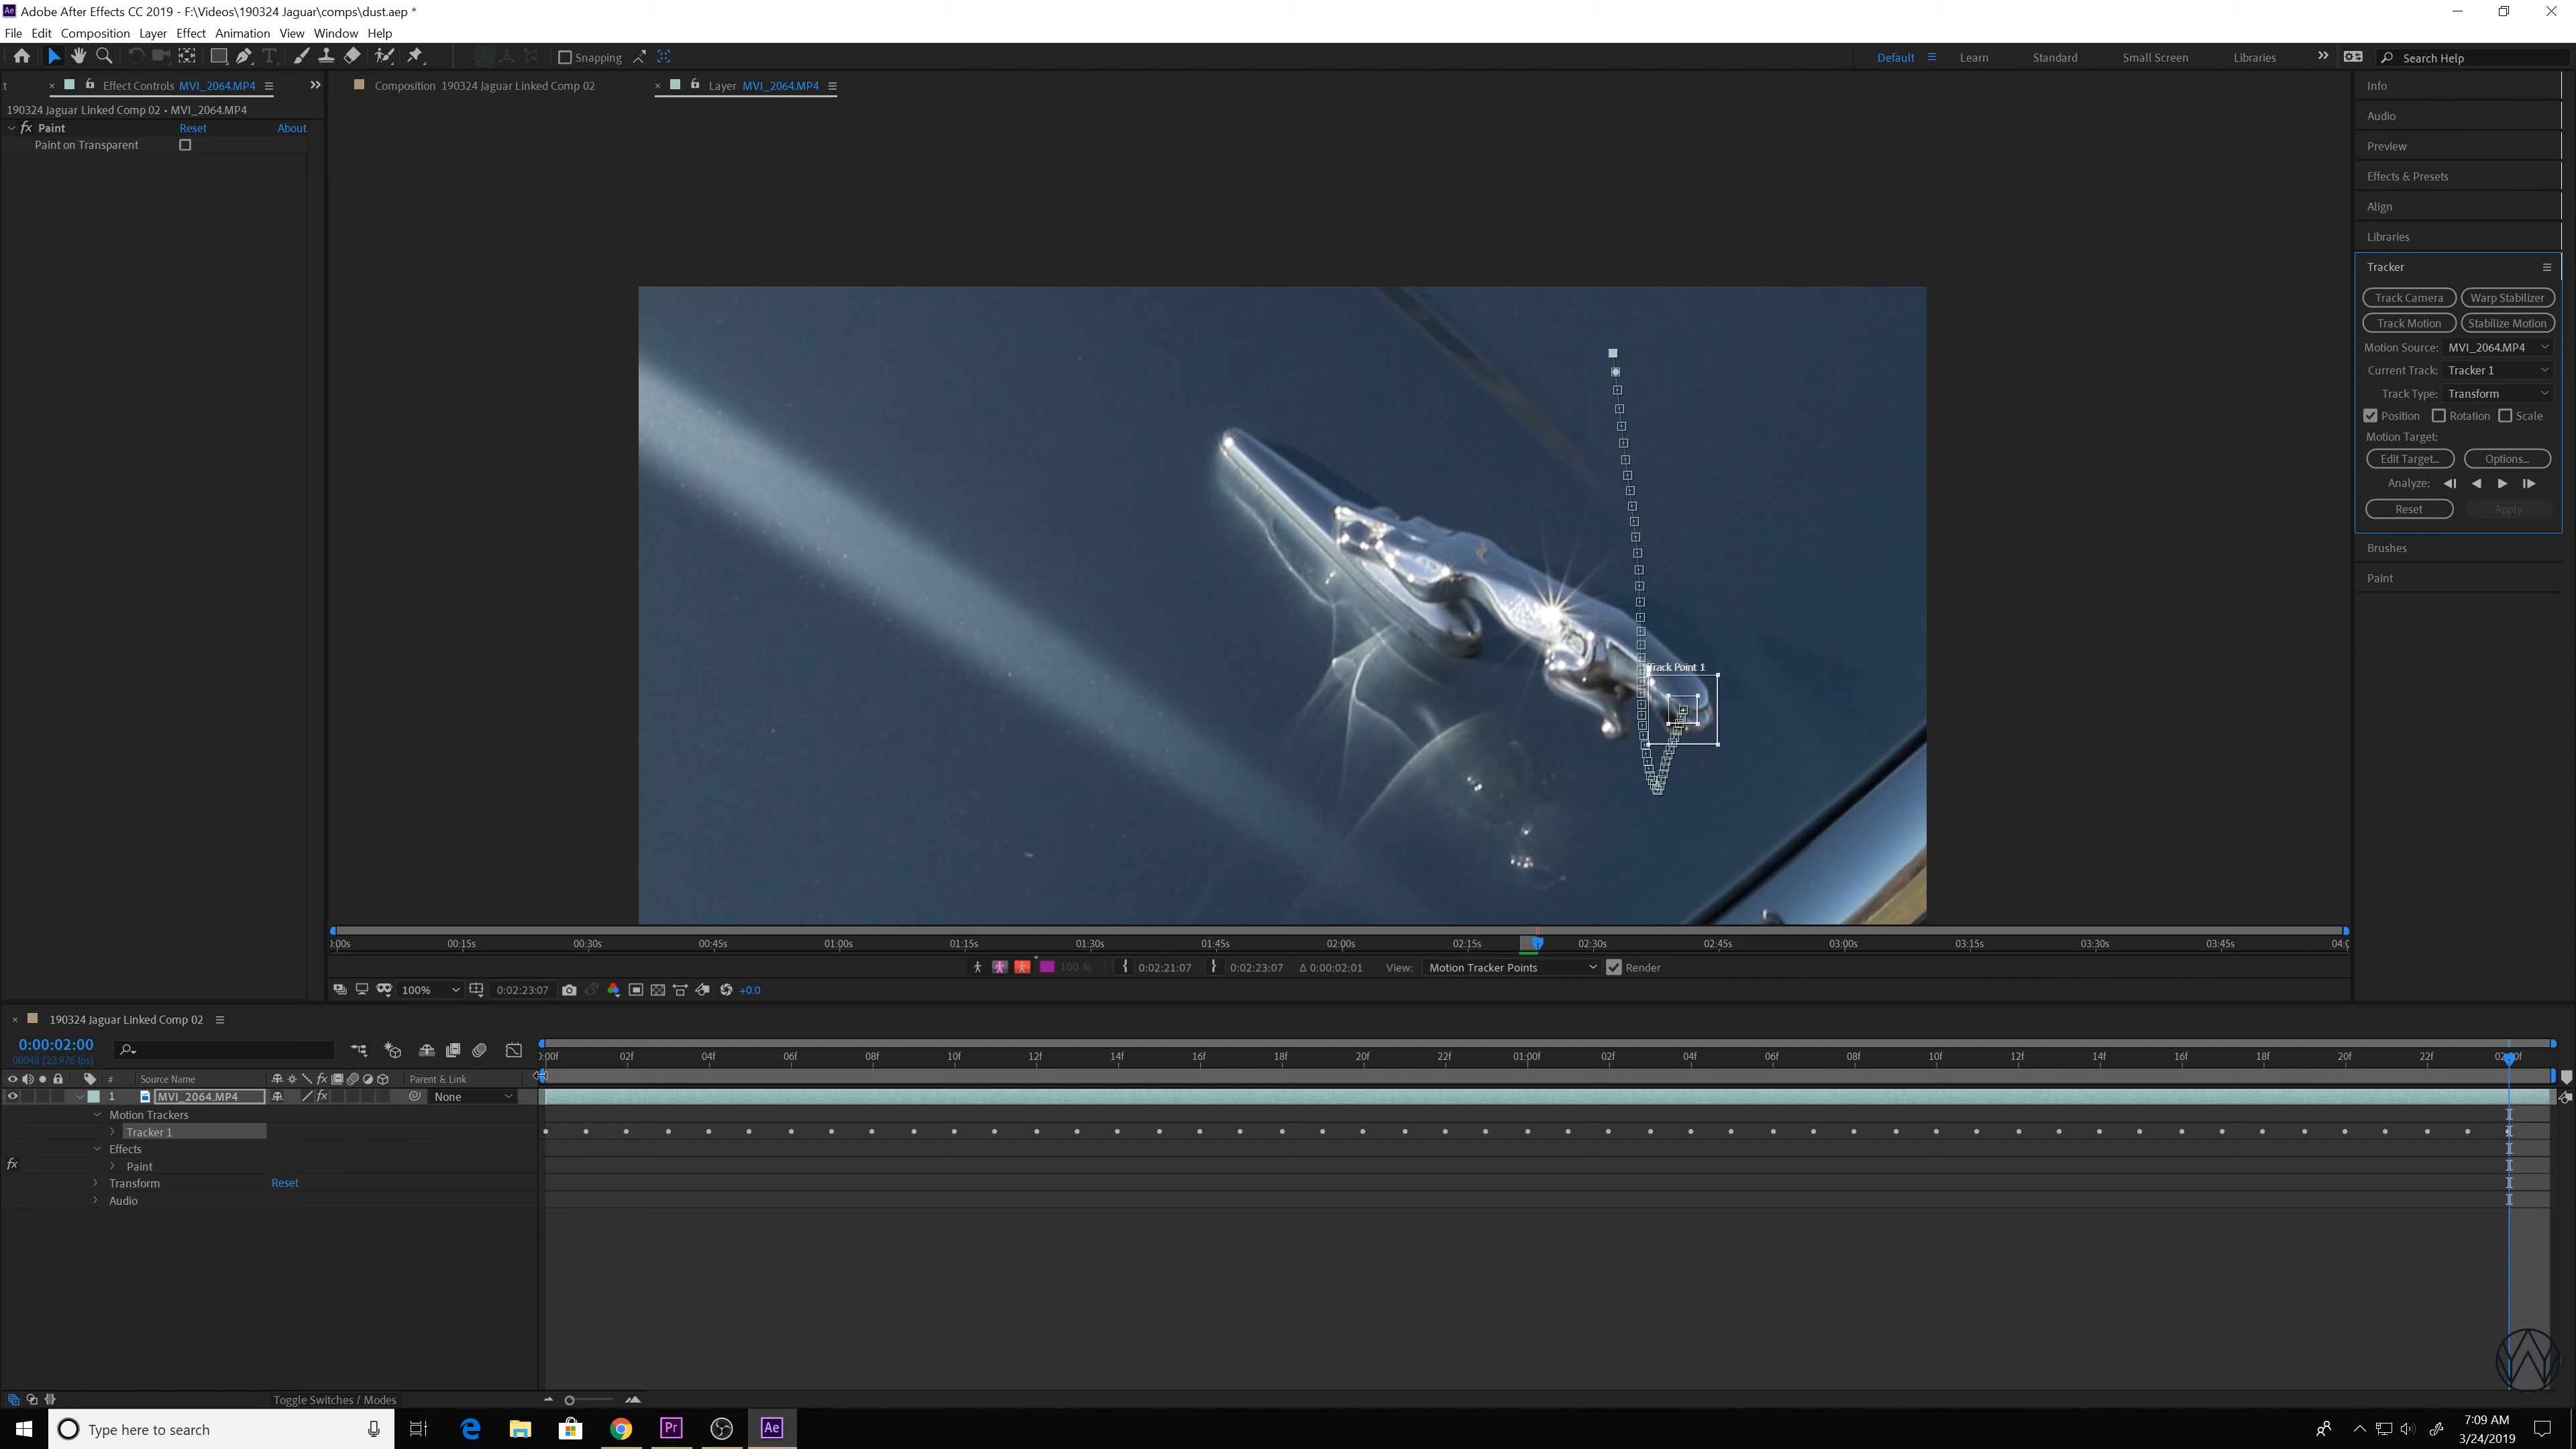 Ae Adobe After Effects CC 2019 - F:\Videos\190324 Jaguar\comps\dust.aep *
File Edit Composition Layer Effect Animation View Window Help
Snapping
Default Learn Standard Small Screen Libraries Search Help
Effect Controls MVI_2064.MP4
Composition 190324 Jaguar Linked Comp 02
Layer MVI_2064.MP4
190324 Jaguar Linked Comp 02 • MVI_2064.MP4
fx Paint Reset About
Paint on Transparent
Info
Audio
Preview
Effects & Presets
Align
Libraries
Tracker
Track Camera Warp Stabilizer
Track Motion Stabilize Motion
Motion Source: MVI_2064.MP4
Current Track: Tracker 1
Track Type: Transform
Position Rotation Scale
Motion Target:
Edit Target... Options...
Analyze:
Reset Apply
Brushes
Paint
Track Point 1
):00s 00:15s 00:30s 00:45s 01:00s 01:15s 01:30s 01:45s 02:00s 02:15s 02:30s 02:45s 03:00s 03:15s 03:30s 03:45s 04:0
100 % 0:02:21:07 0:02:23:07 Δ 0:00:02:01 View: Motion Tracker Points Render
100% 0:02:23:07 +0.0
190324 Jaguar Linked Comp 02
0:00:02:00
00048 (23.976 fps)
):00f 02f 04f 06f 08f 10f 12f 14f 16f 18f 20f 22f 01:00f 02f 04f 06f 08f 10f 12f 14f 16f 18f 20f 22f 02:00f
# Source Name fx Parent & Link
1 MVI_2064.MP4 fx None
Motion Trackers
Tracker 1
Effects
fx Paint
Transform Reset
Audio
Toggle Switches / Modes
Type here to search
Pr Ae
7:09 AM
3/24/2019